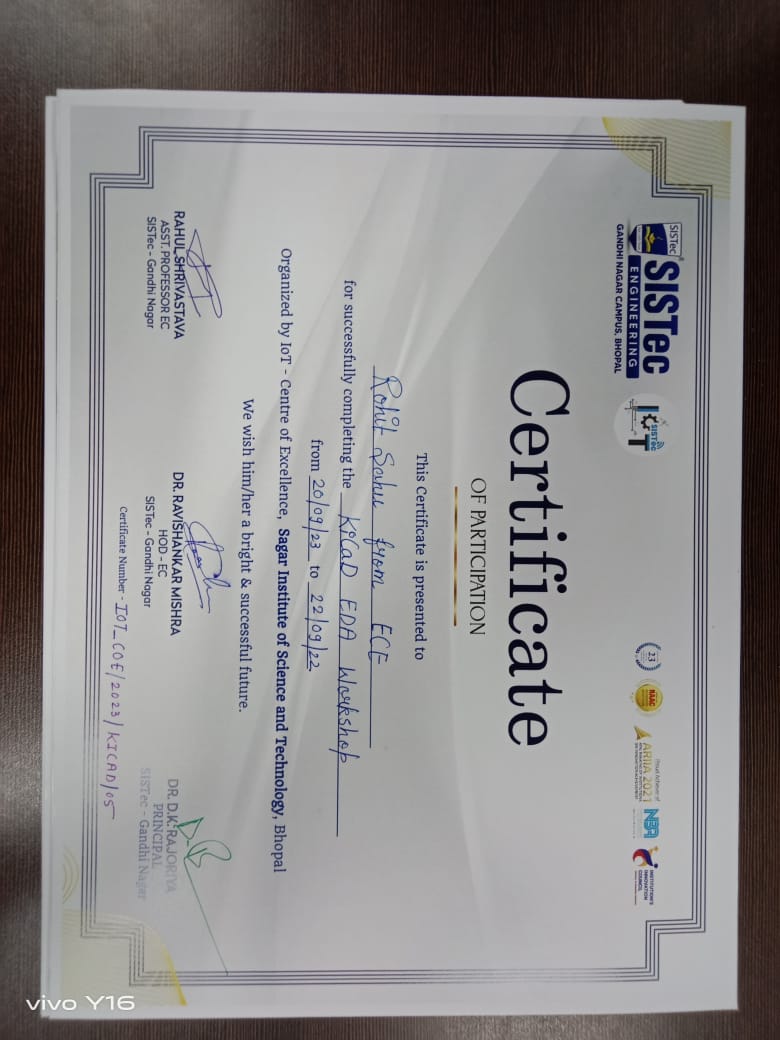 SISTec
SISTec
ENGINEERING
GANDHI NAGAR CAMPUS, BHOPAL
SISTec
IoT
23
NAAC
Proud Achiever of
ARIIA 2021
NBA
INSTITUTION'S
INNOVATION
COUNCIL
Certificate
OF PARTICIPATION
This Certificate is presented to
Rohit Sahu from ECE
for successfully completing the KiCaD EDA Workshop
from 20/09/23 to 22/09/22
Organized by IoT - Centre of Excellence, Sagar Institute of Science and Technology, Bhopal
We wish him/her a bright & successful future.
RAHUL SHRIVASTAVA
ASST. PROFESSOR EC
SISTec - Gandhi Nagar
DR. RAVISHANKAR MISHRA
HOD - EC
SISTec - Gandhi Nagar
DR. D.K. RAJORIYA
PRINCIPAL
SISTec - Gandhi Nagar
Certificate Number - IOT_COE/2023/KICAD/05
vivo Y16